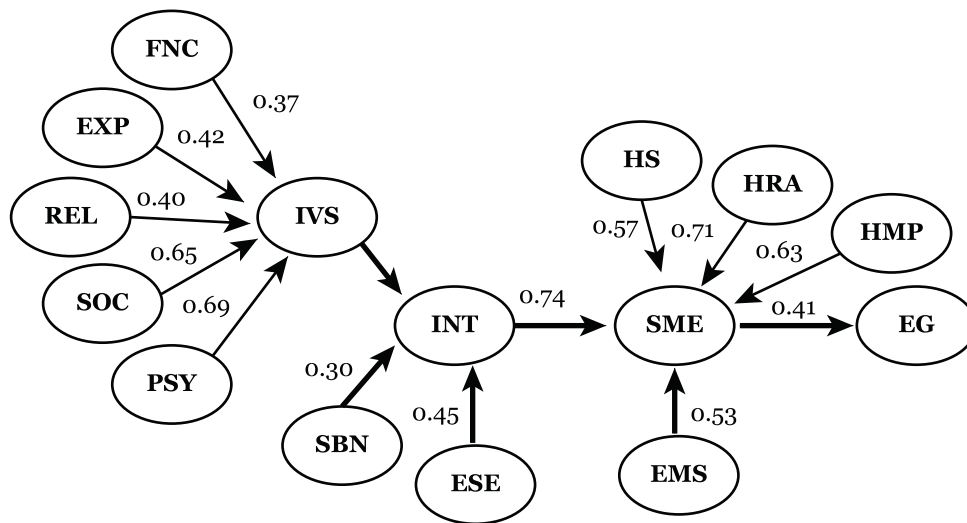 FNC
0.37
EXP
0.42
REL
0.40
IVS
SOC
0.65
PSY
0.69
HS
0.57
HRA
0.71
HMP
0.63
INT
0.74
SME
0.41
EG
SBN
0.30
ESE
0.45
EMS
0.53